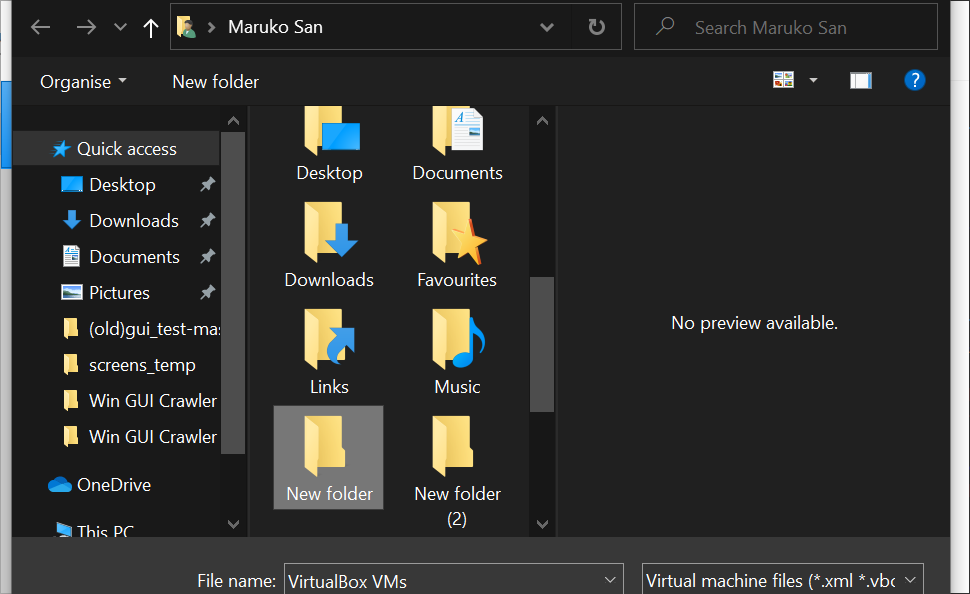 Maruko San
Search Maruko San
Organise
New folder
?
Quick access
Desktop
Downloads
Documents
Pictures
(old)gui_test-mas
screens_temp
Win GUI Crawler
Win GUI Crawler
OneDrive
This PC
Desktop
Documents
Downloads
Favourites
Links
Music
New folder
New folder
(2)
No preview available.
File name:
VirtualBox VMs
Virtual machine files (*.xml *.vbo